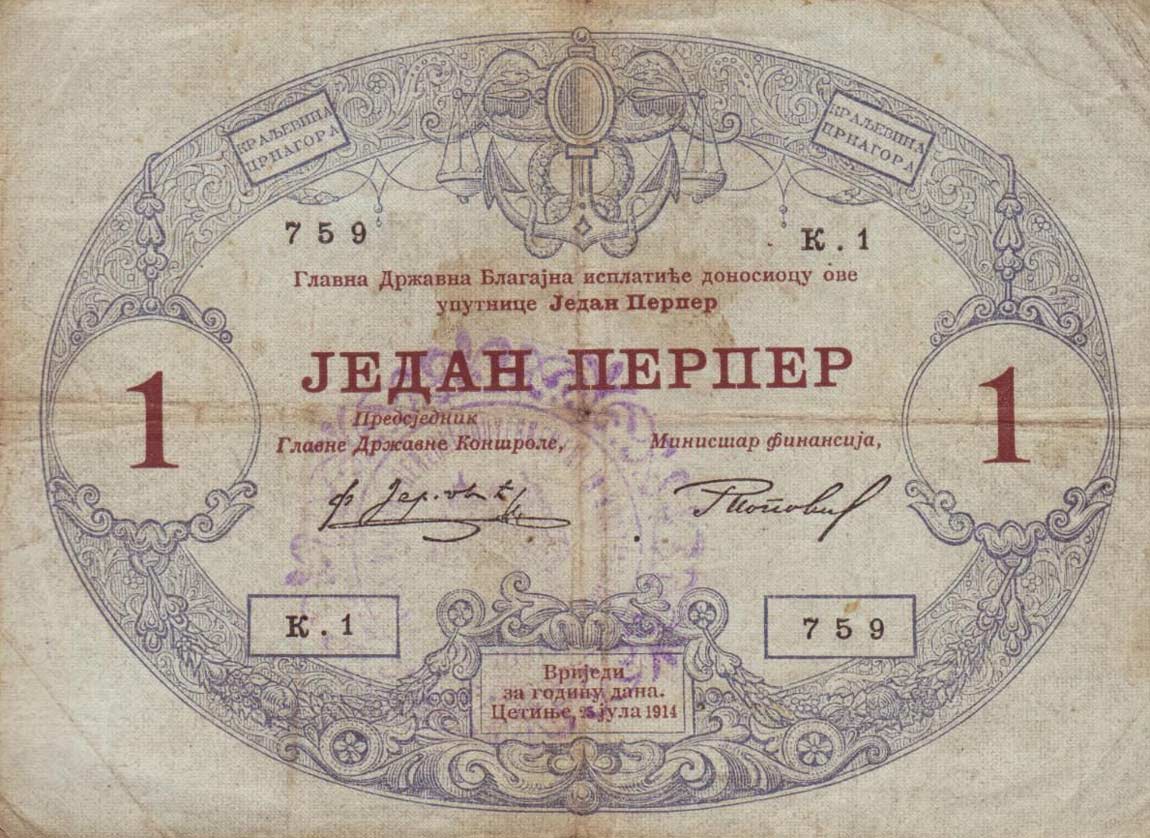 КРАЉЕВИНА
ЦРНАГОРА
КРАЉЕВИНА
ЦРНАГОРА
759
К.1
Главна Државна Благајна исплатиће доносиоцу ове
упутнице Један Перпер
ЈЕДАН ПЕРПЕР
1
1
Предсједник
Главне Државне Контроле,
Министар финансија,
К.1
759
Вриједи
за годину дана.
Цетиње, 25 јула 1914